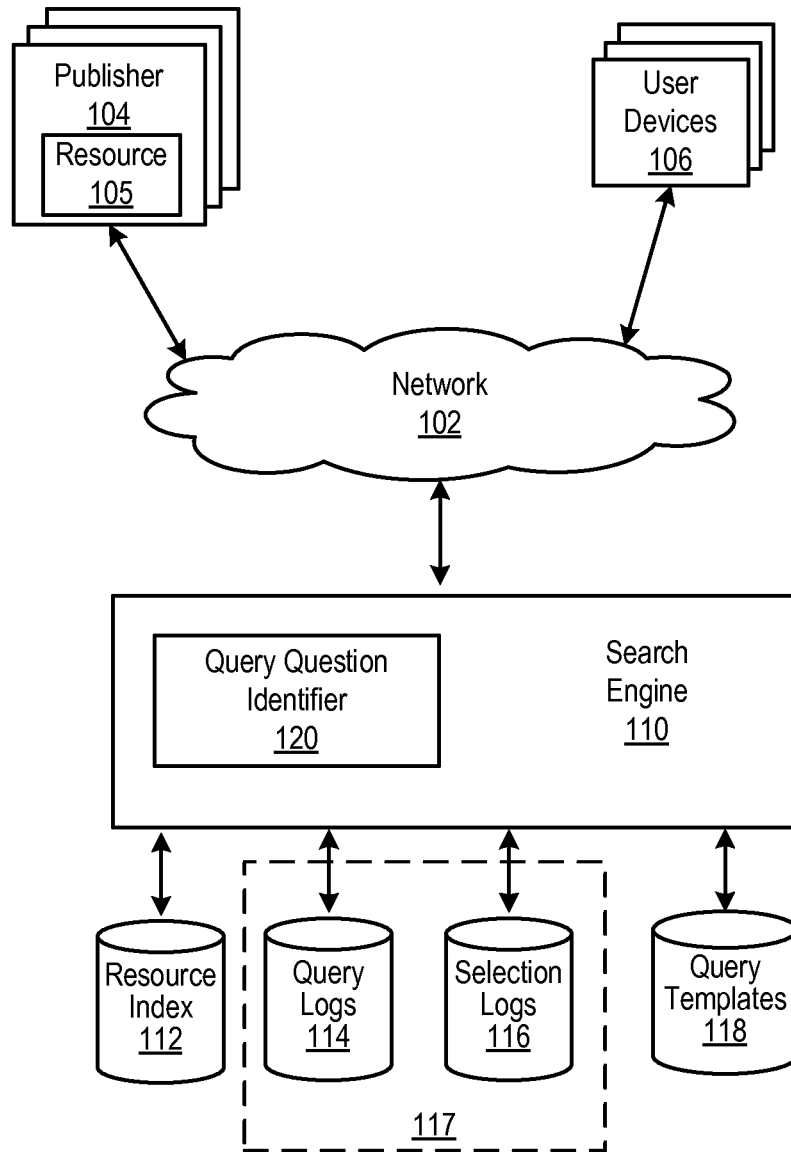 Publisher
104
Resource
105
User
Devices
106
Network
102
Query Question
Identifier
120
Search
Engine
110
Resource
Index
112
Query
Logs
114
Selection
Logs
116
Query
Templates
118
117